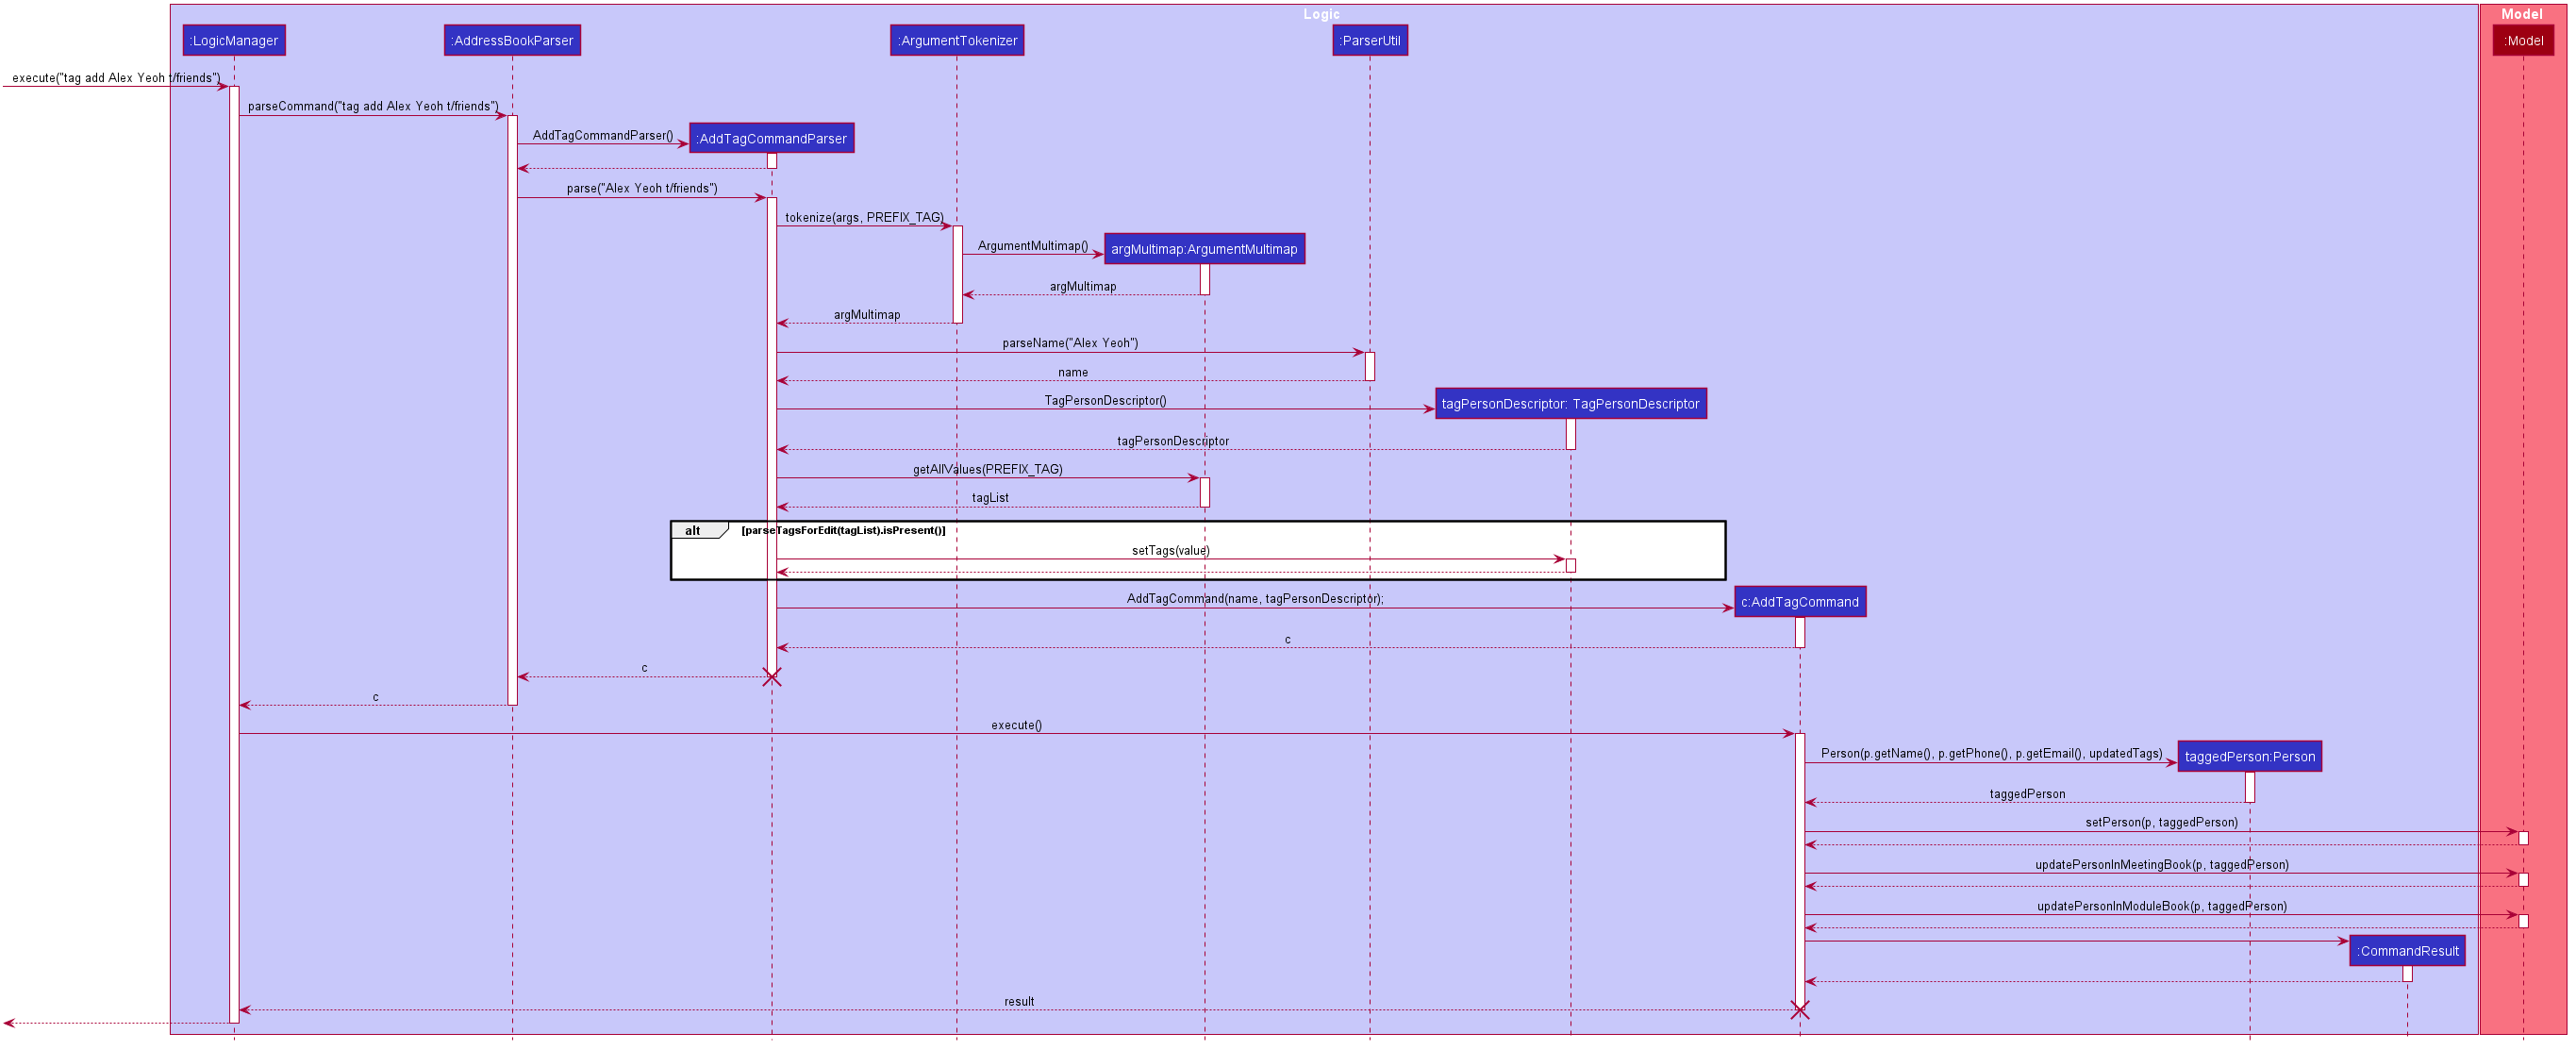 Logic
Model
:LogicManager
:AddressBookParser
:ArgumentTokenizer
:ParserUtil
:Model
execute("tag add Alex Yeoh t/friends")
parseCommand("tag add Alex Yeoh t/friends")
AddTagCommandParser()
:AddTagCommandParser
parse("Alex Yeoh t/friends")
tokenize(args, PREFIX_TAG)
ArgumentMultimap()
argMultimap:ArgumentMultimap
argMultimap
argMultimap
parseName("Alex Yeoh")
name
TagPersonDescriptor()
tagPersonDescriptor: TagPersonDescriptor
tagPersonDescriptor
getAllValues(PREFIX_TAG)
tagList
alt
[parseTagsForEdit(tagList).isPresent()]
setTags(value)
AddTagCommand(name, tagPersonDescriptor);
c:AddTagCommand
c
c
c
execute()
Person(p.getName(), p.getPhone(), p.getEmail(), updatedTags)
taggedPerson:Person
taggedPerson
setPerson(p, taggedPerson)
updatePersonInMeetingBook(p, taggedPerson)
updatePersonInModuleBook(p, taggedPerson)
:CommandResult
result